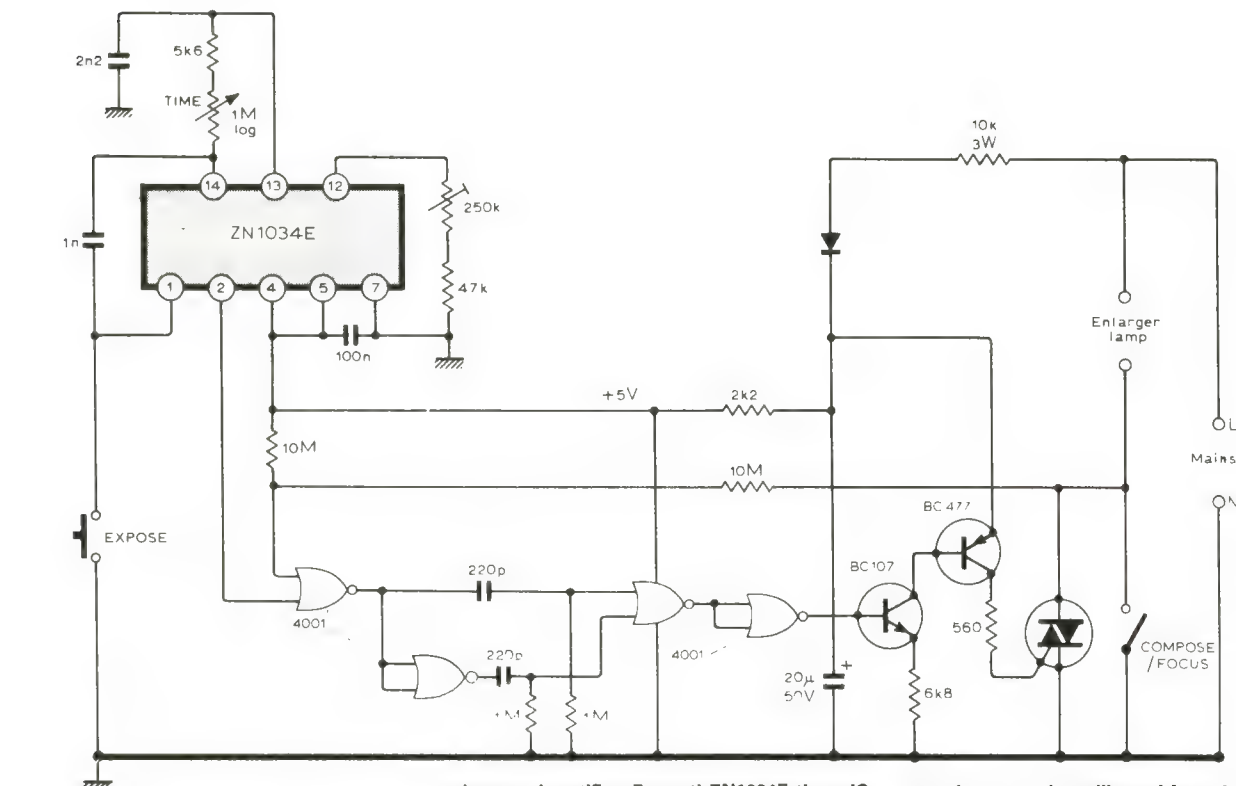 2n2
5k6
TIME
1M
log
14
13
12
ZN1034E
1n
250k
47k
1
2
4
5
7
100n
10k
3W
Enlarger
lamp
L
Mains
N
+5V
2k2
10M
10M
EXPOSE
BC477
BC107
220p
4001
220p
4001
560
COMPOSE
/FOCUS
20µ
50V
+
6k8